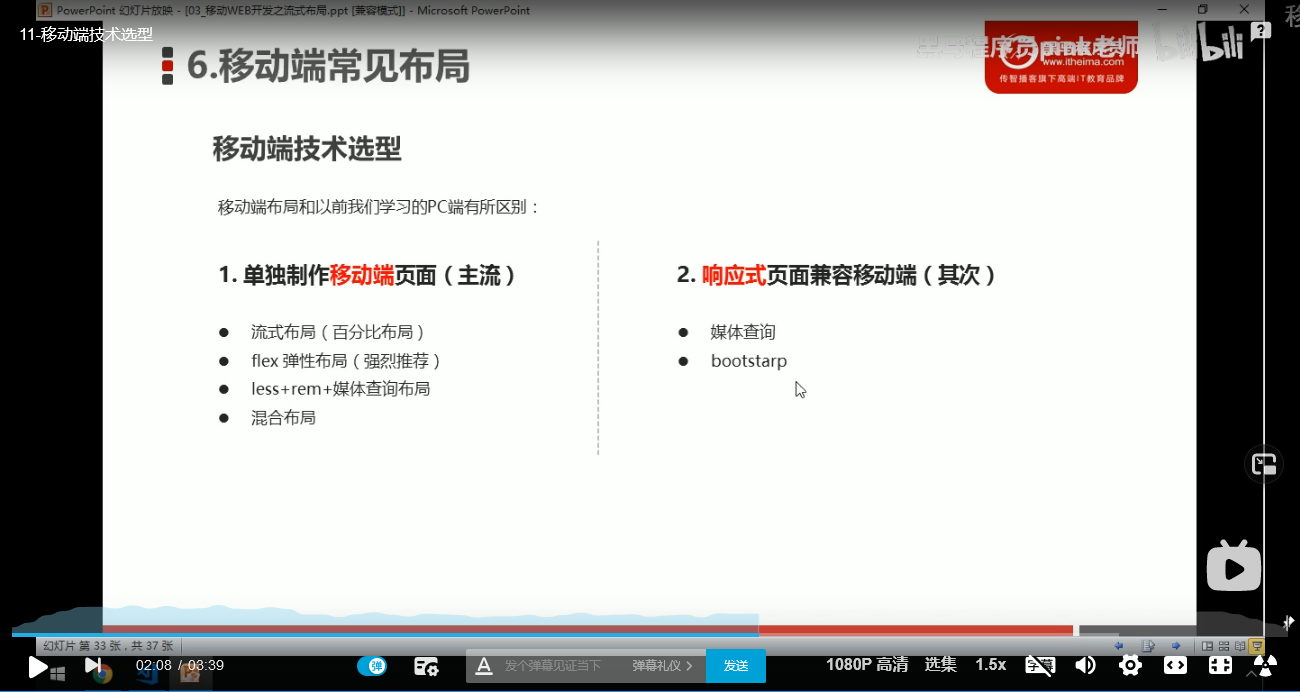 PowerPoint 幻灯片放映 - [03_移动WEB开发之流式布局.ppt [兼容模式]] - Microsoft PowerPoint
11-移动端技术选型
6.移动端常见布局
程序员pink老师
www.itheima.com
传智播客旗下高端IT教育品牌
bili
移动端技术选型
移动端布局和以前我们学习的PC端有所区别：
1. 单独制作移动端页面（主流）
流式布局（百分比布局）
flex 弹性布局（强烈推荐）
less+rem+媒体查询布局
混合布局
2. 响应式页面兼容移动端（其次）
媒体查询
bootstarp
幻灯片 第 33 张，共 37 张
02:08 / 03:39
弹
发个弹幕见证当下
弹幕礼仪 >
发送
1080P 高清
选集
1.5x
字幕